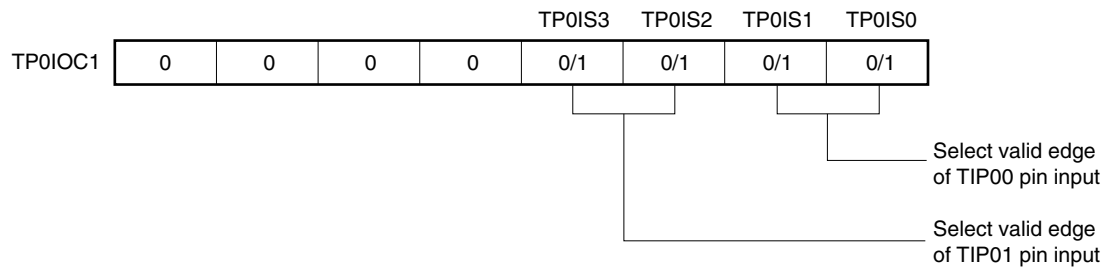 TP0IS3 TP0IS2 TP0IS1 TP0IS0
TP0IOC1 0 0 0 0 0/1 0/1 0/1 0/1
Select valid edge
of TIP00 pin input
Select valid edge
of TIP01 pin input